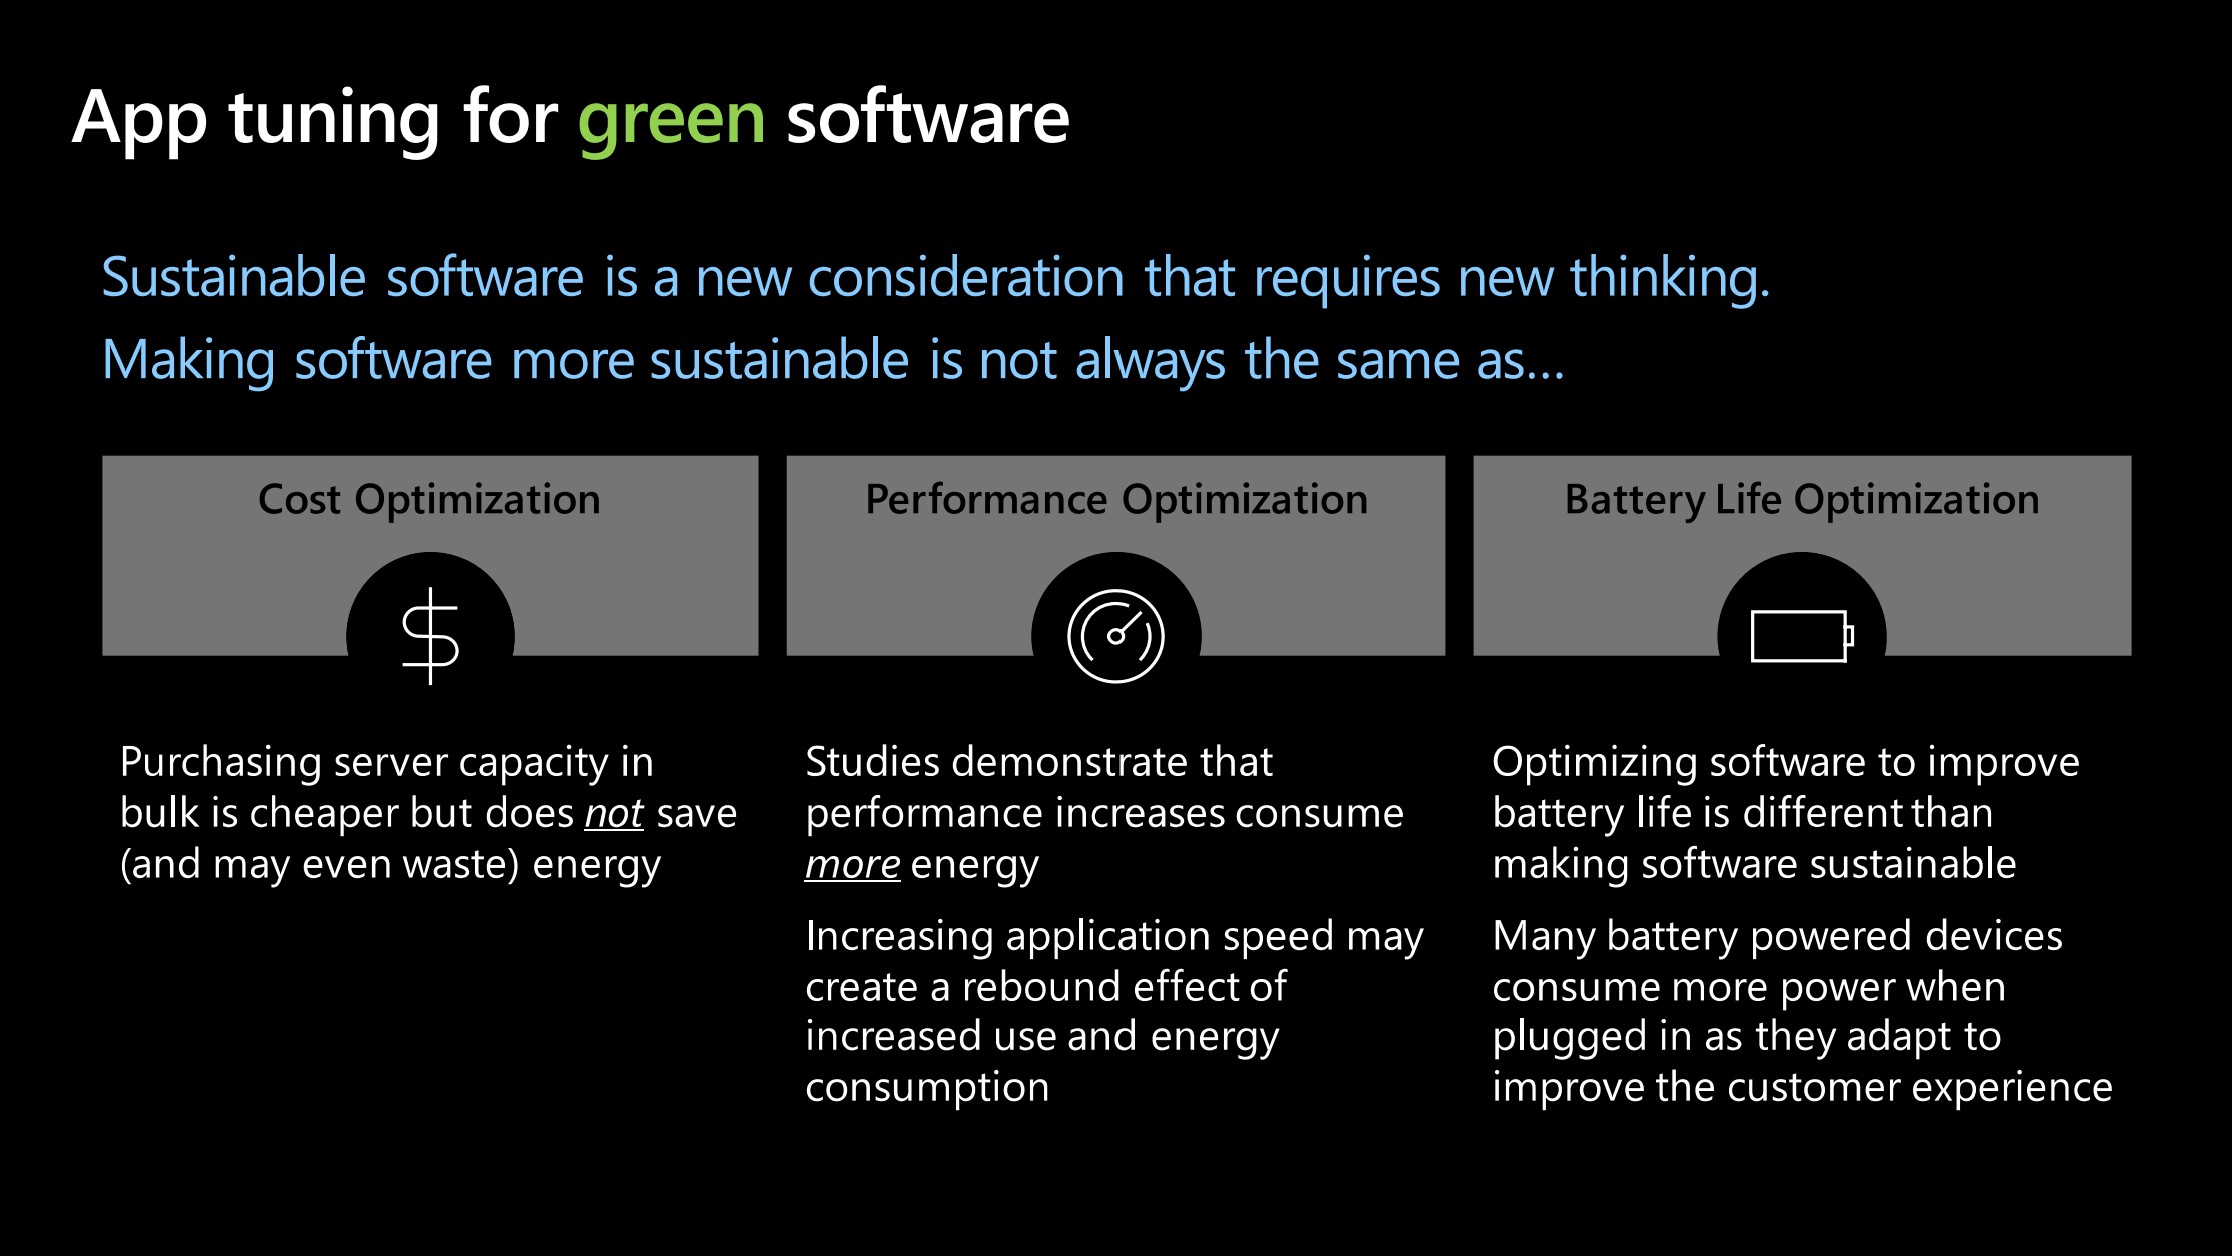 App tuning for green software
Sustainable software is a new consideration that requires new thinking.
Making software more sustainable is not always the same as...
Cost Optimization
Purchasing server capacity in
bulk is cheaper but does not save
(and may even waste) energy
Performance Optimization
Studies demonstrate that
performance increases consume
more energy
Increasing application speed may
create a rebound effect of
increased use and energy
consumption
Battery Life Optimization
Optimizing software to improve
battery life is different than
making software sustainable
Many battery powered devices
consume more power when
plugged in as they adapt to
improve the customer experience